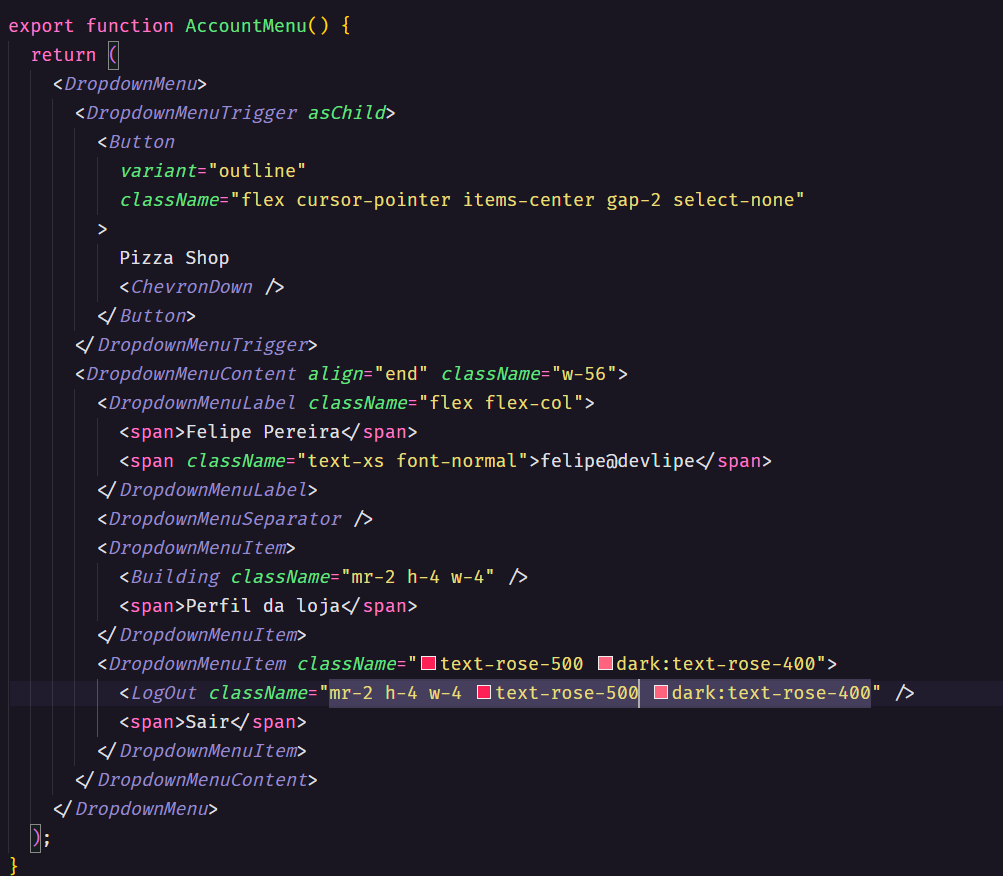 export function AccountMenu() {
  return (
    <DropdownMenu>
      <DropdownMenuTrigger asChild>
        <Button
          variant="outline"
          className="flex cursor-pointer items-center gap-2 select-none"
        >
          Pizza Shop
          <ChevronDown />
        </Button>
      </DropdownMenuTrigger>
      <DropdownMenuContent align="end" className="w-56">
        <DropdownMenuLabel className="flex flex-col">
          <span>Felipe Pereira</span>
          <span className="text-xs font-normal">felipe@devlipe</span>
        </DropdownMenuLabel>
        <DropdownMenuSeparator />
        <DropdownMenuItem>
          <Building className="mr-2 h-4 w-4" />
          <span>Perfil da loja</span>
        </DropdownMenuItem>
        <DropdownMenuItem className="text-rose-500 dark:text-rose-400">
          <LogOut className="mr-2 h-4 w-4 text-rose-500 dark:text-rose-400" />
          <span>Sair</span>
        </DropdownMenuItem>
      </DropdownMenuContent>
    </DropdownMenu>
  );
}